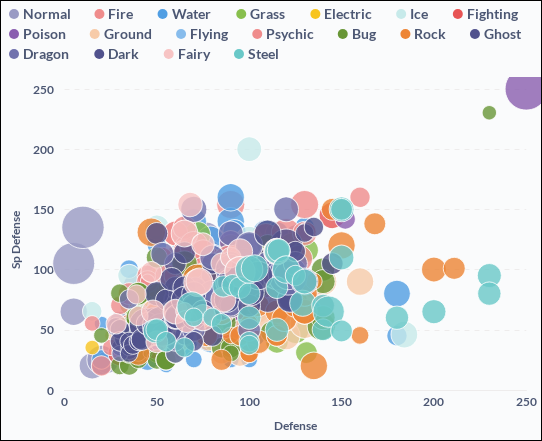 Normal Fire Water Grass Electric Ice Fighting
Poison Ground Flying Psychic Bug Rock Ghost
Dragon Dark Fairy Steel
250
200
150
100
50
0
Sp Defense
0 50 100 150 200 250
Defense